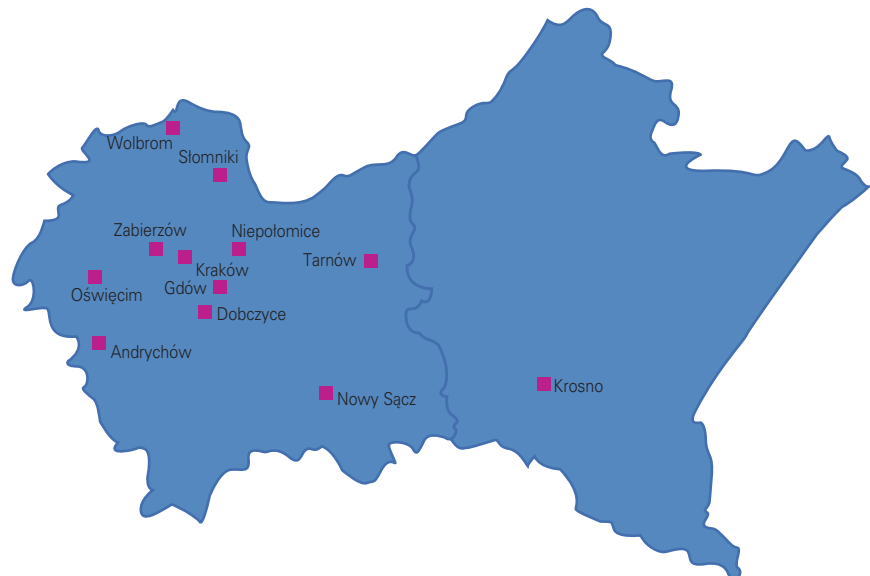 Wolbrom
Słomniki
Zabierzów
Niepołomice
Tarnów
Kraków
Gdów
Oświęcim
Dobczyce
Andrychów
Krosno
Nowy Sącz